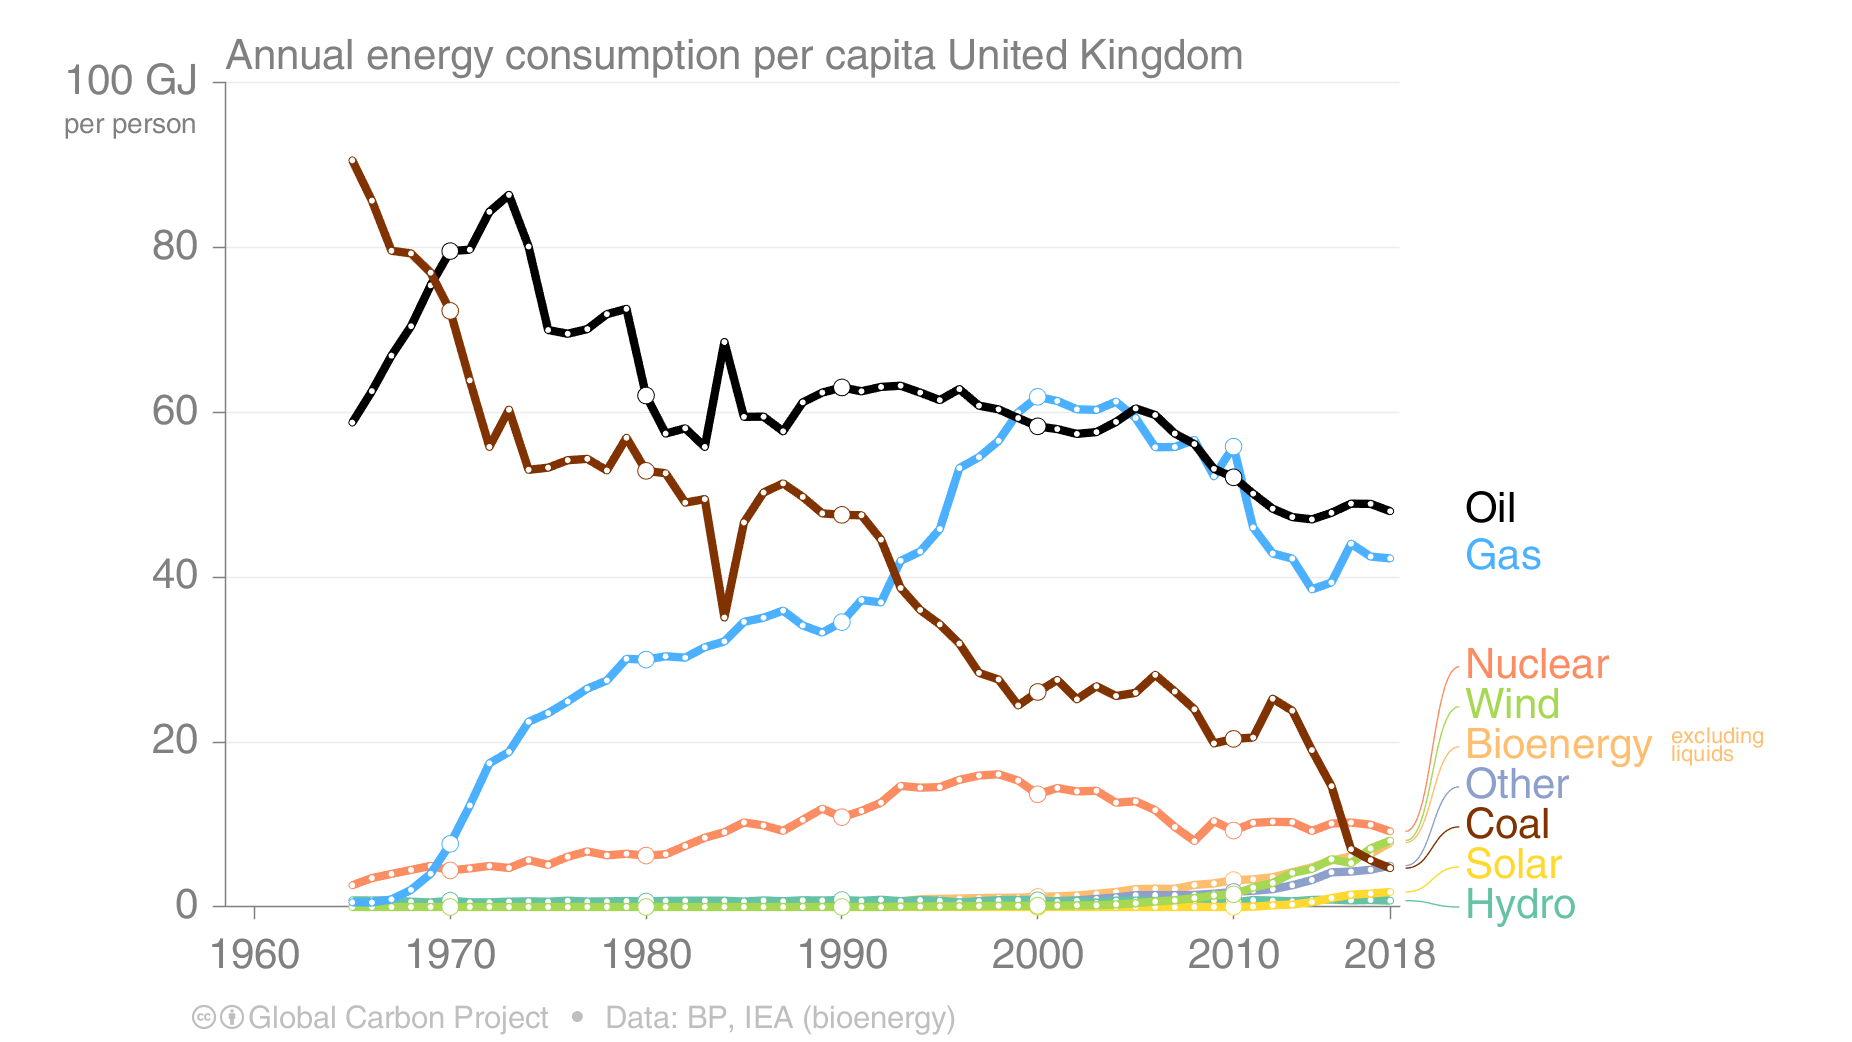 Annual energy consumption per capita United Kingdom
100 GJ
per person
80
60
40
20
0
1960 1970 1980 1990 2000 2010 2018
Oil
Gas
Nuclear
Wind
Bioenergy excluding liquids
Other
Coal
Solar
Hydro
cc Global Carbon Project • Data: BP, IEA (bioenergy)